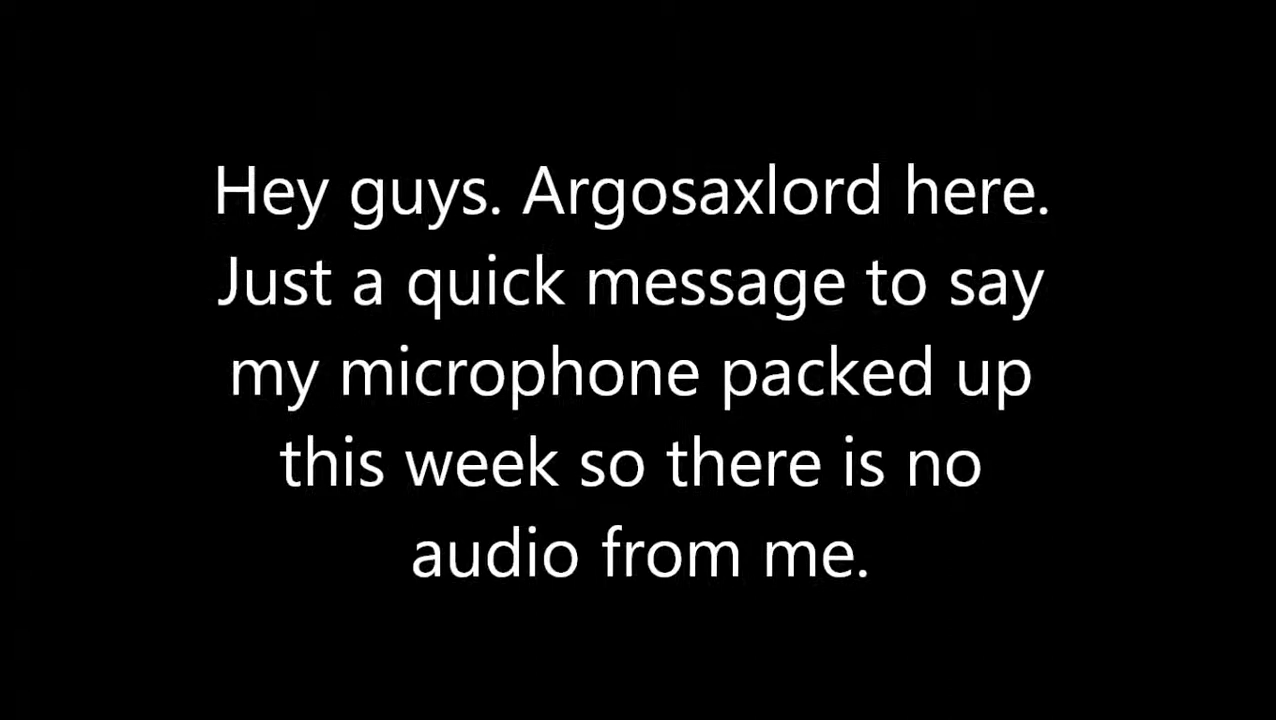 Hey guys. Argosaxlord here.
Just a quick message to say
my microphone packed up
this week so there is no
audio from me.